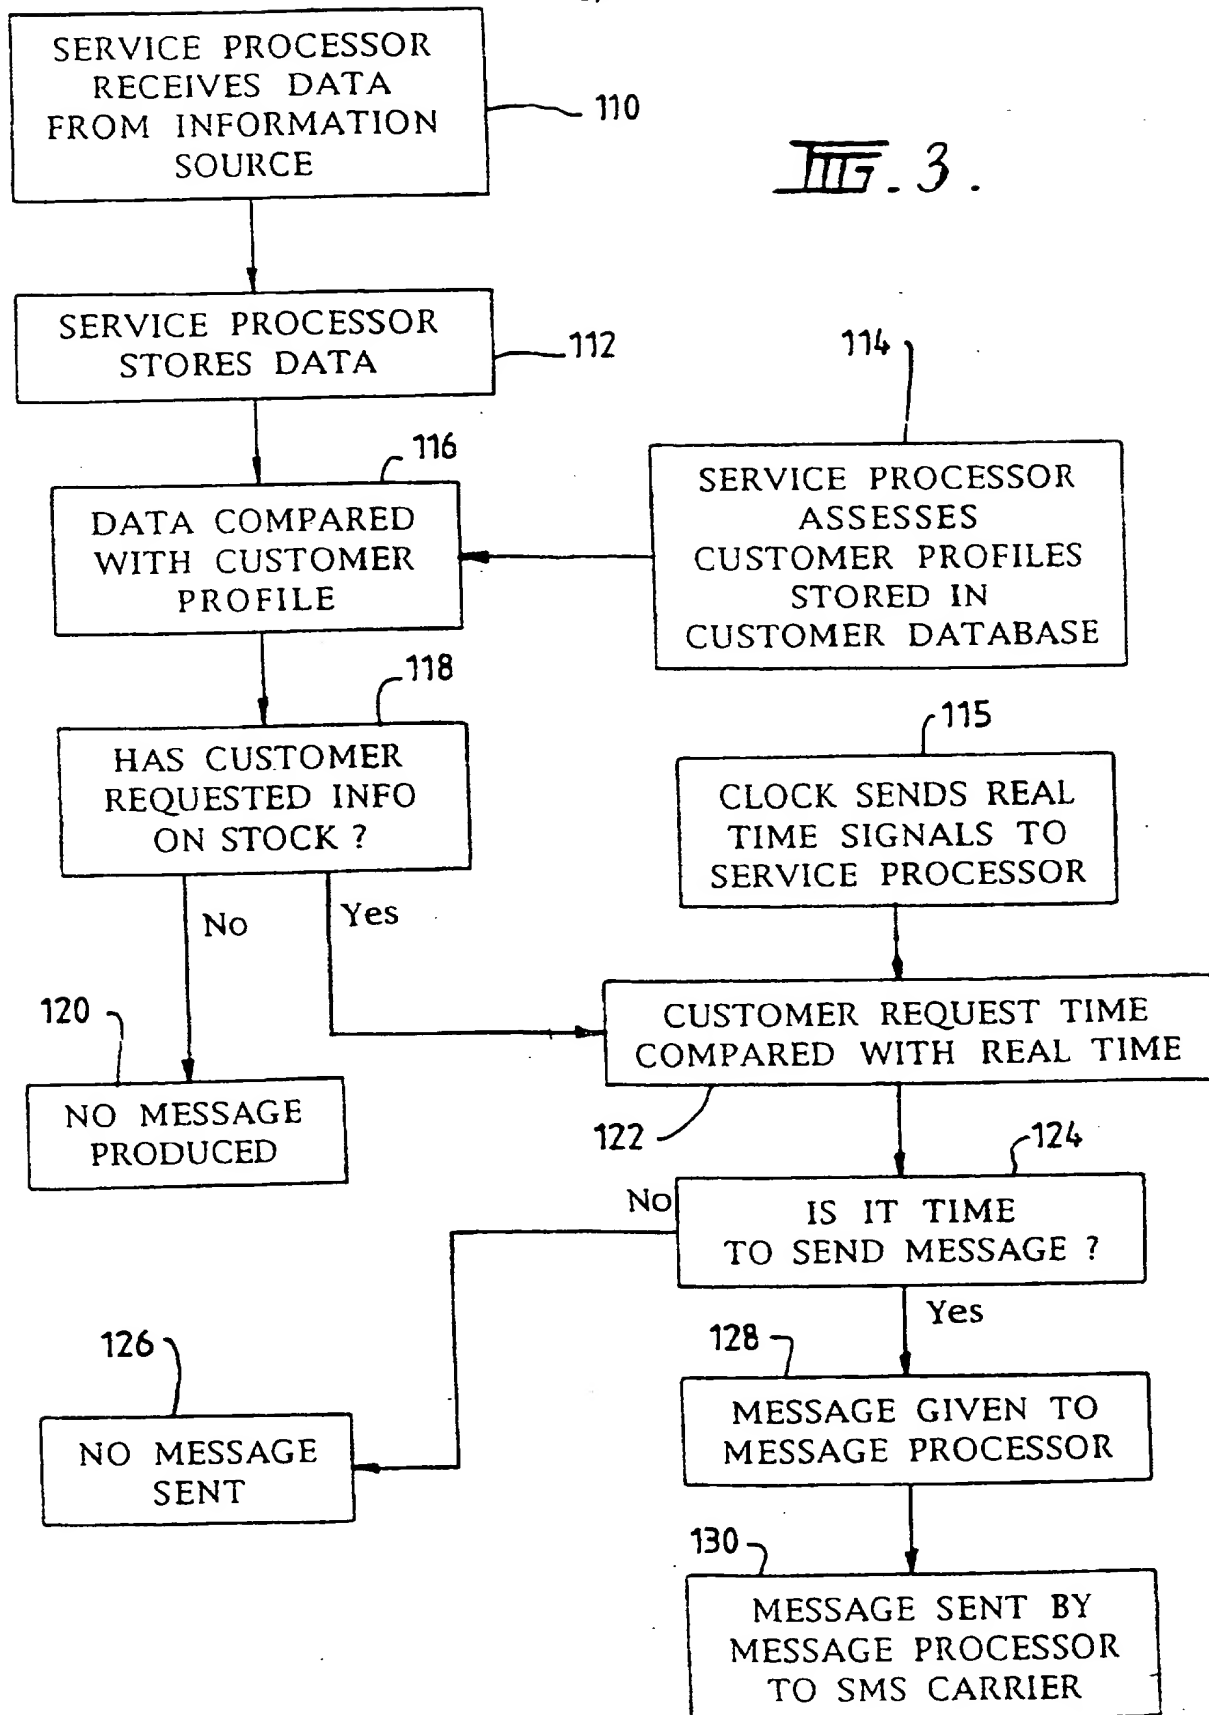 SERVICE PROCESSOR
RECEIVES DATA
FROM INFORMATION
SOURCE
110
FIG. 3.
SERVICE PROCESSOR
STORES DATA
112
114
116
DATA COMPARED
WITH CUSTOMER
PROFILE
SERVICE PROCESSOR
ASSESSES
CUSTOMER PROFILES
STORED IN
CUSTOMER DATABASE
118
HAS CUSTOMER
REQUESTED INFO
ON STOCK ?
115
CLOCK SENDS REAL
TIME SIGNALS TO
SERVICE PROCESSOR
No
Yes
120
NO MESSAGE
PRODUCED
CUSTOMER REQUEST TIME
COMPARED WITH REAL TIME
122
124
No
IS IT TIME
TO SEND MESSAGE ?
Yes
126
NO MESSAGE
SENT
128
MESSAGE GIVEN TO
MESSAGE PROCESSOR
130
MESSAGE SENT BY
MESSAGE PROCESSOR
TO SMS CARRIER